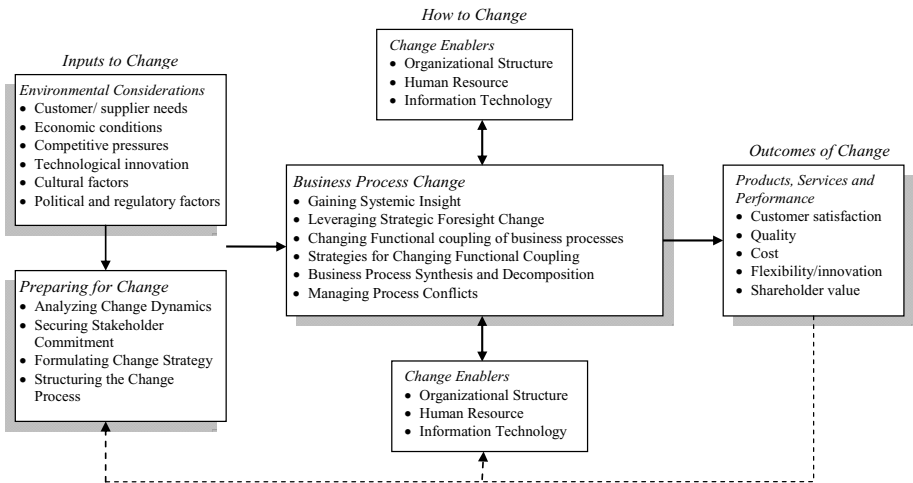 How to Change
Change Enablers
Organizational Structure
Human Resource
Information Technology
Inputs to Change
Environmental Considerations
Customer/ supplier needs
Economic conditions
Competitive pressures
Technological innovation
Cultural factors
Political and regulatory factors
Preparing for Change
Analyzing Change Dynamics
Securing Stakeholder
Commitment
Formulating Change Strategy
Structuring the Change
Process
Business Process Change
Gaining Systemic Insight
Leveraging Strategic Foresight Change
Changing Functional coupling of business processes
Strategies for Changing Functional Coupling
Business Process Synthesis and Decomposition
Managing Process Conflicts
Change Enablers
Organizational Structure
Human Resource
Information Technology
Outcomes of Change
Products, Services and
Performance
Customer satisfaction
Quality
Cost
Flexibility/innovation
Shareholder value